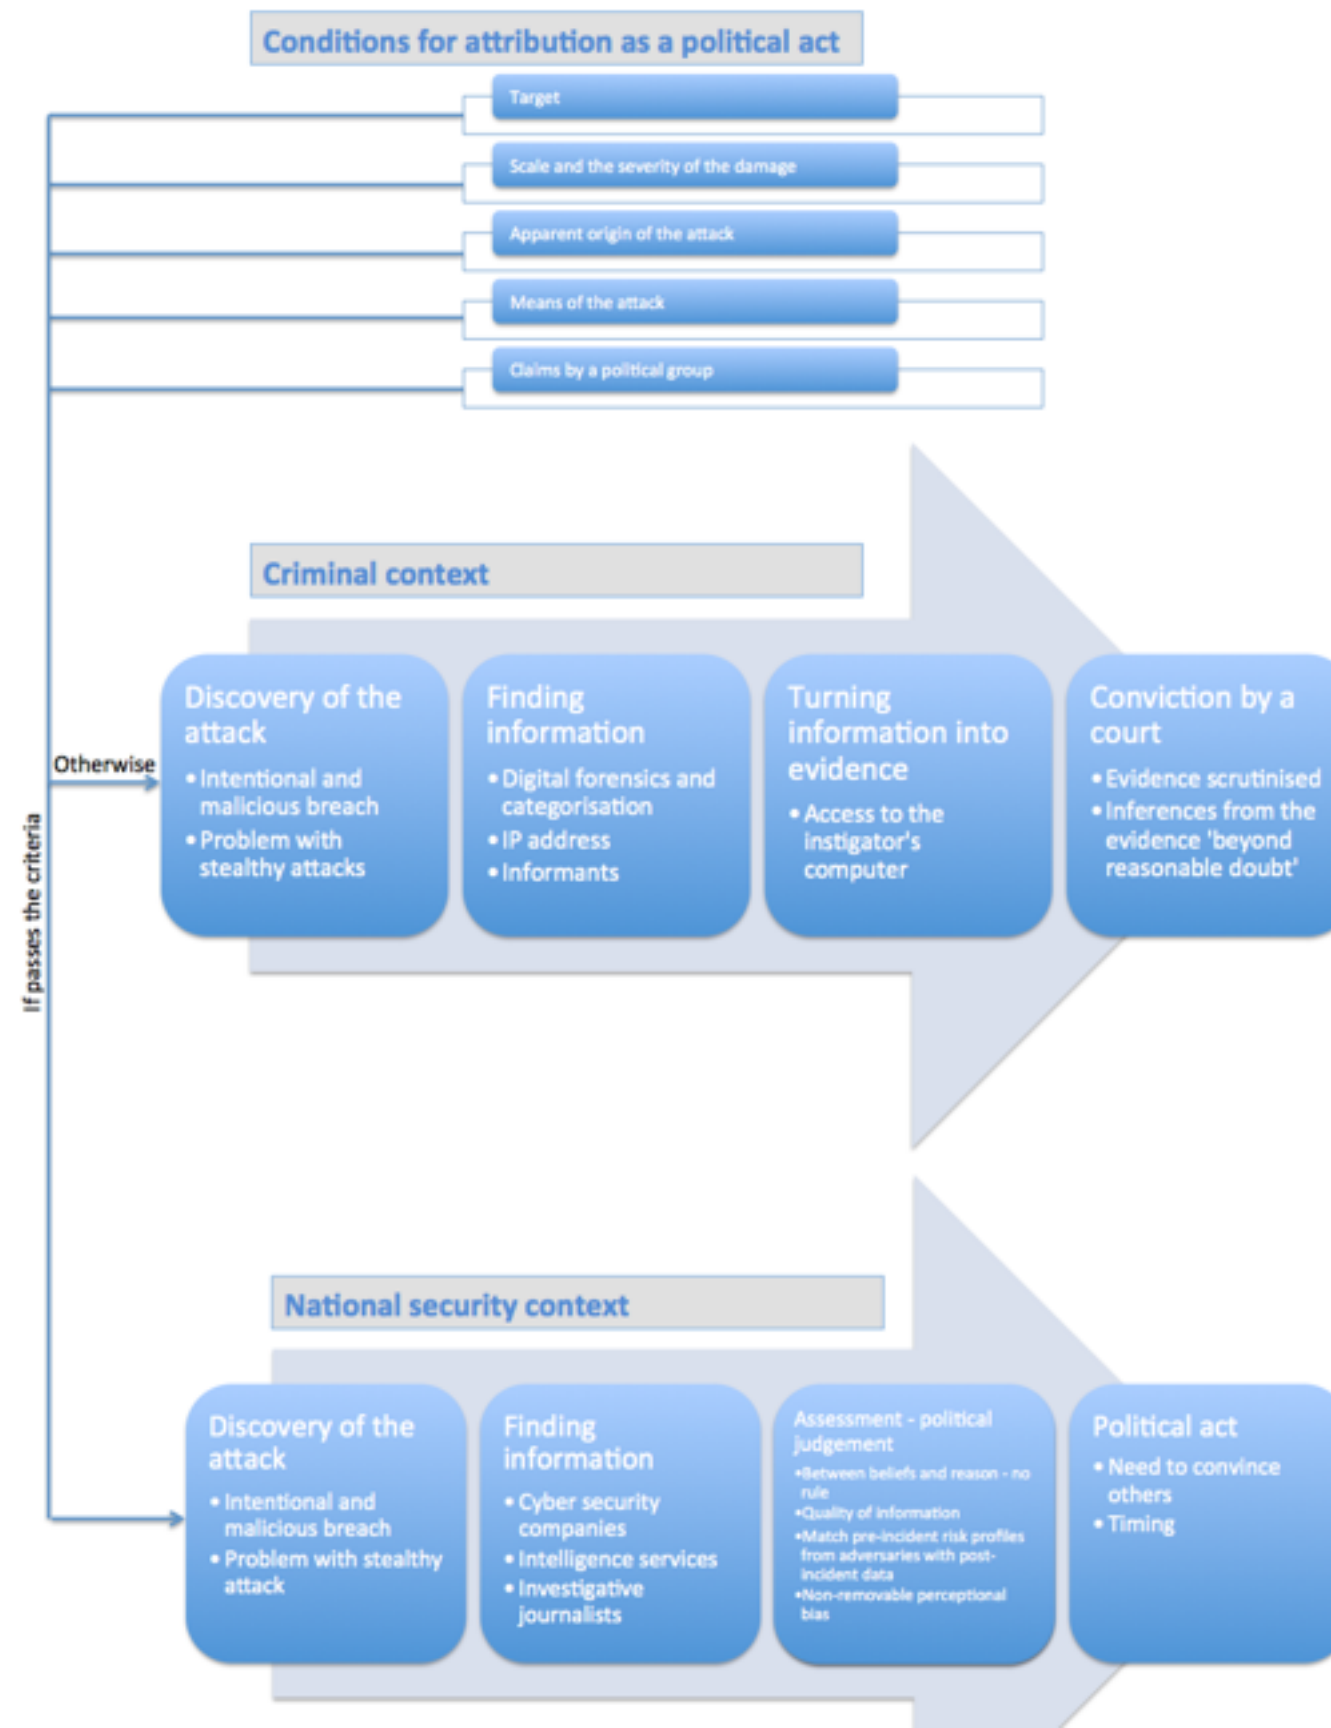 Conditions for attribution as a political act
Target
Scale and the severity of the damage
Apparent origin of the attack
Means of the attack
Claims by a political group
If passes the criteria
Otherwise
Criminal context
Discovery of the
attack
• Intentional and
malicious breach
• Problem with
stealthy attacks
Finding
information
• Digital forensics and
categorisation
• IP address
• Informants
Turning
information into
evidence
• Access to the
instigator's
computer
Conviction by a
court
• Evidence scrutinised
• Inferences from the
evidence 'beyond
reasonable doubt'
National security context
Discovery of the
attack
• Intentional and
malicious breach
• Problem with stealthy
attack
Finding
information
• Cyber security
companies
• Intelligence services
• Investigative
journalists
Assessment - political
judgement
•Between beliefs and reason - no
rule
•Quality of information
•Match pre-incident risk profiles
from adversaries with post-
incident data
•Non-removable perceptional
bias
Political act
• Need to convince
others
• Timing